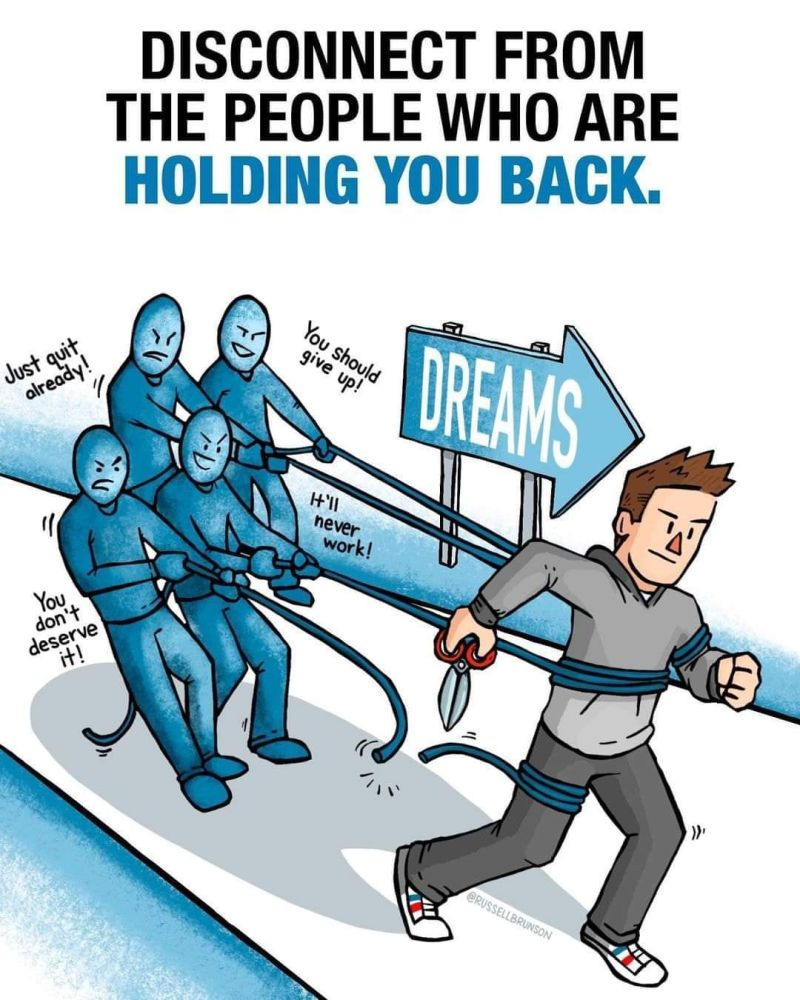 DISCONNECT FROM
THE PEOPLE WHO ARE
HOLDING YOU BACK.
Just quit
already!
You should
give up!
DREAMS
It'll
never
work!
You
don't
deserve
it!
@RUSSELLBRUNSON